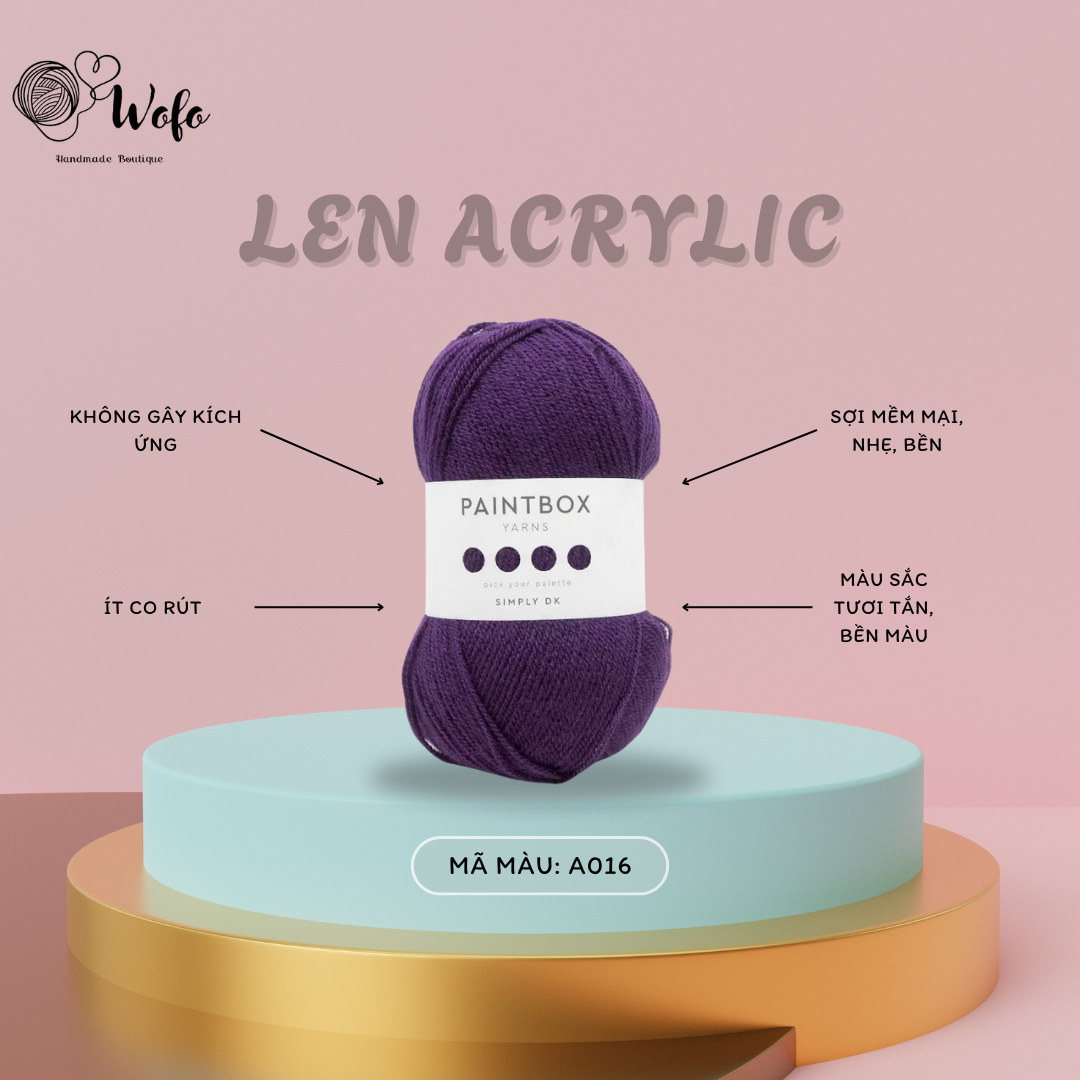 Wofo
Handmade Boutique
LEN ACRYLIC
KHÔNG GÂY KÍCH
ỨNG
SỢI MỀM MẠI,
NHẸ, BỀN
PAINTBOX
YARNS
pick your palette
SIMPLY DK
ÍT CO RÚT
MÀU SẮC
TƯƠI TẮN,
BỀN MÀU
MÃ MÀU: A016